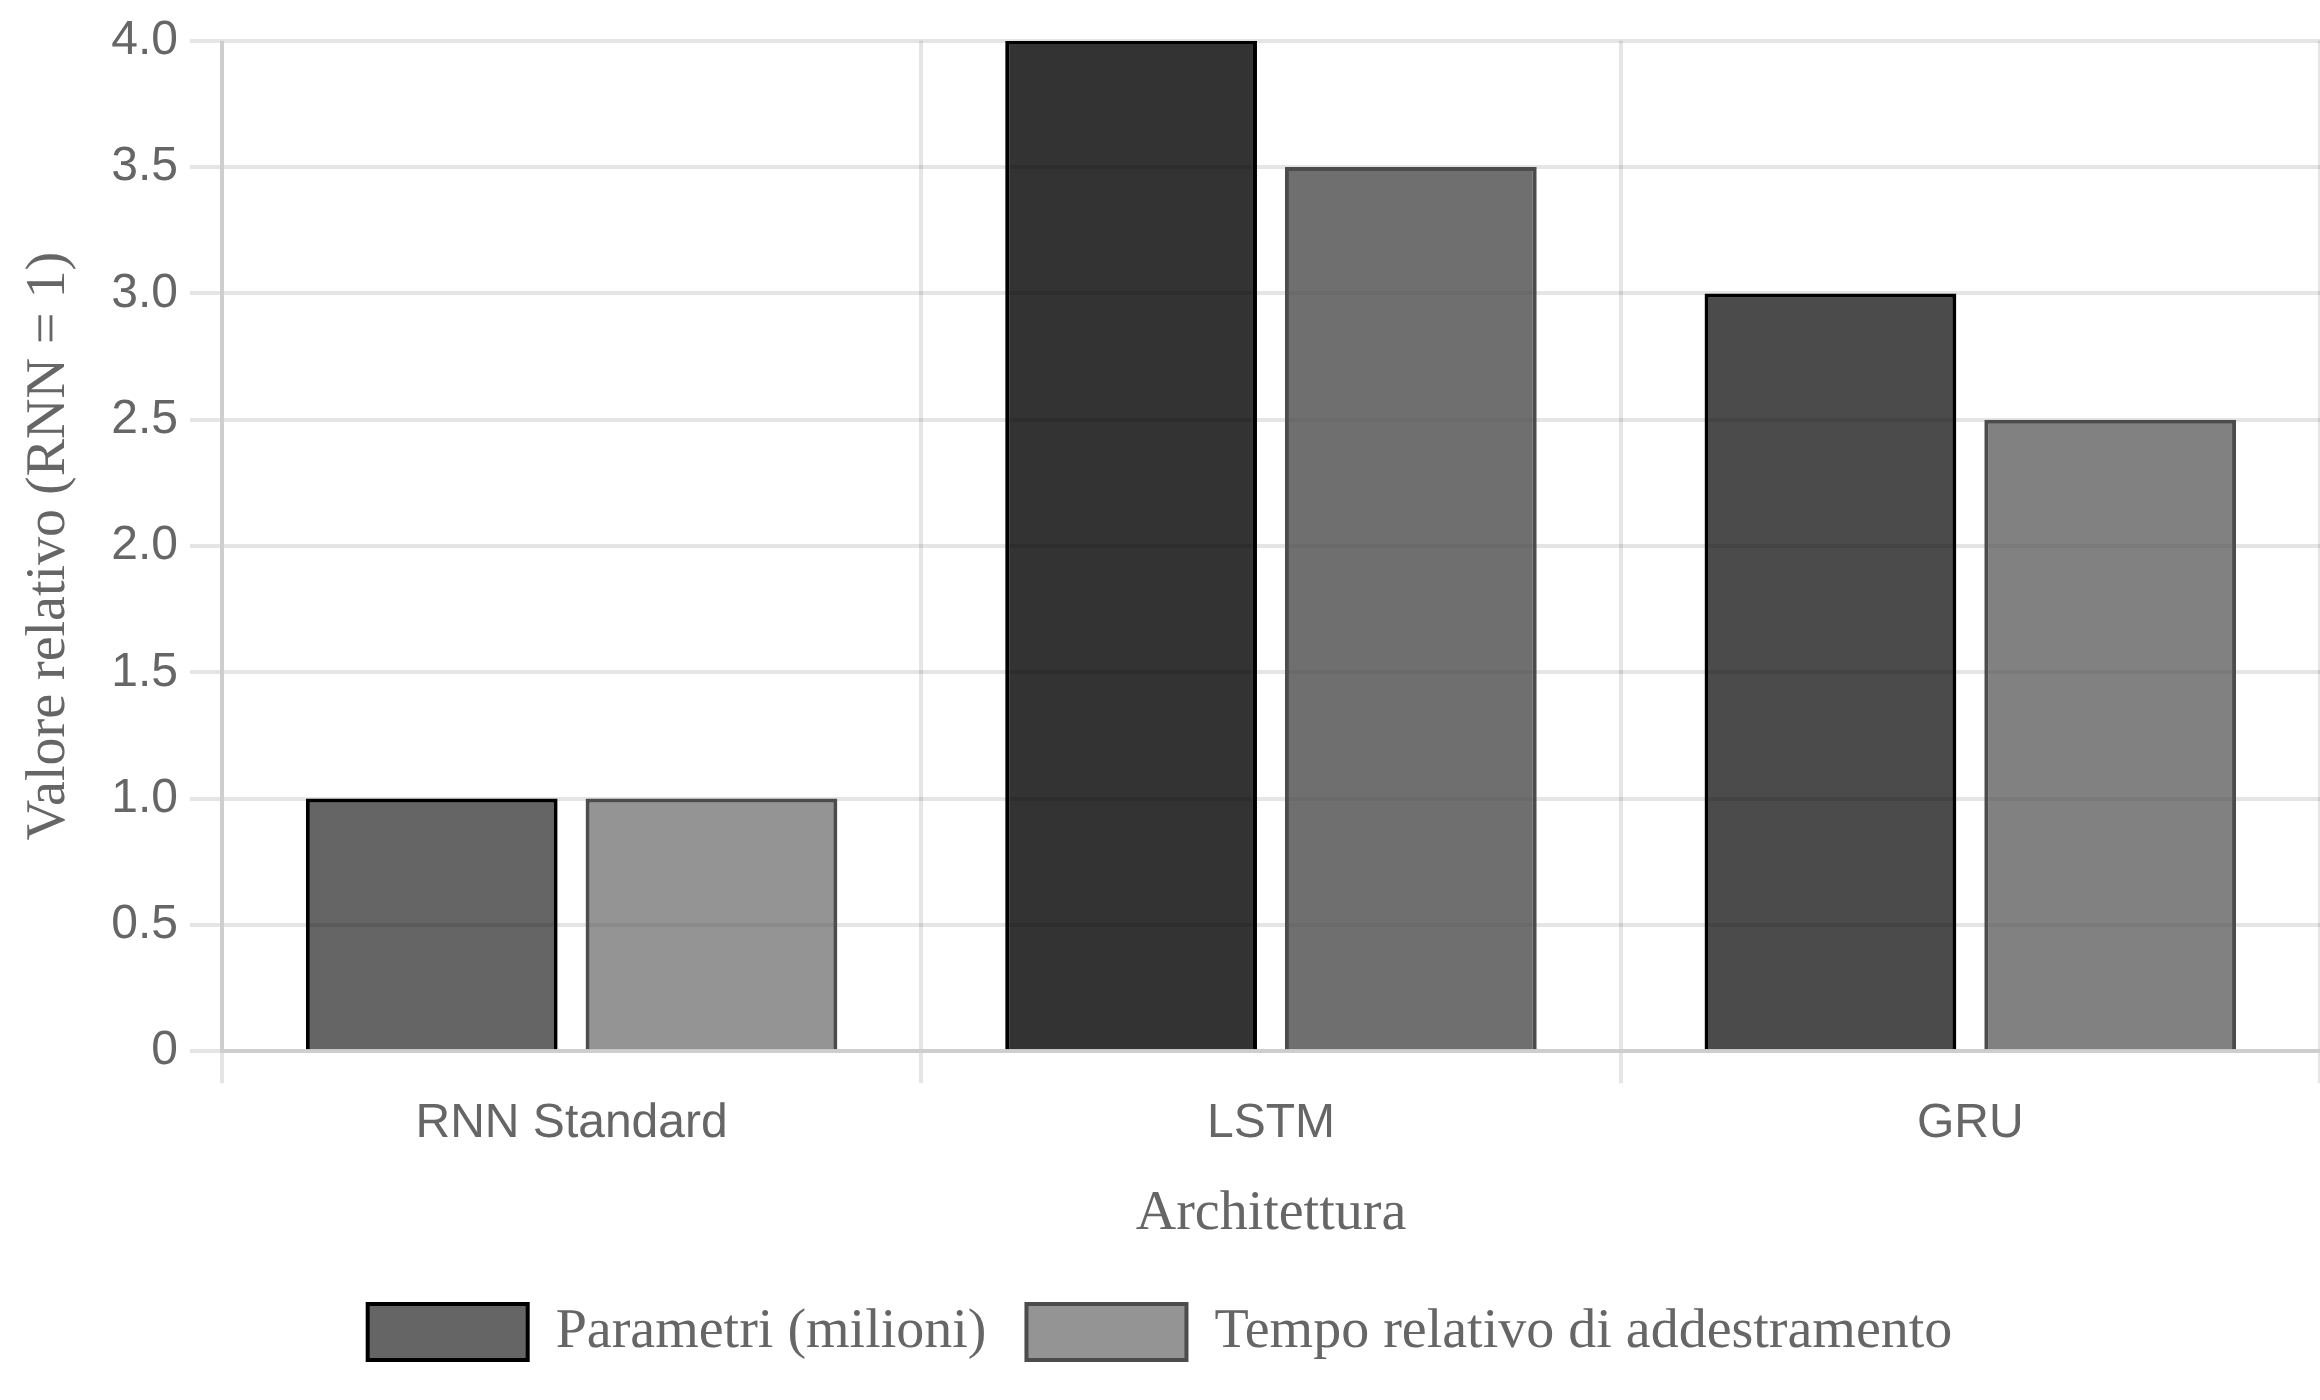 4.0
3.5
3.0
2.5
2.0
1.5
1.0
0.5
0
Valore relativo (RNN = 1)
RNN Standard
LSTM
GRU
Architettura
Parametri (milioni)
Tempo relativo di addestramento